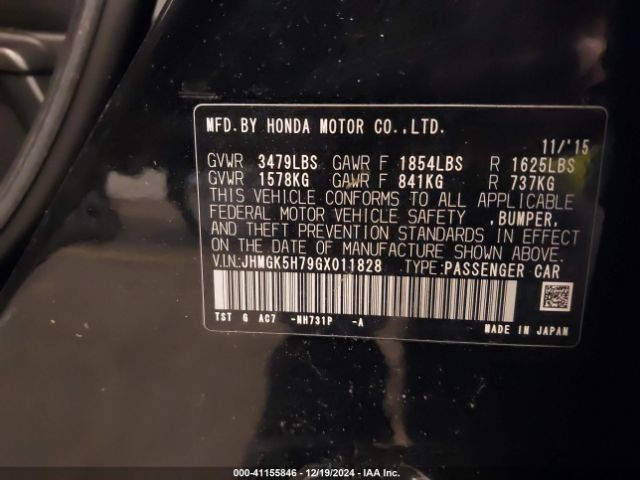 MFD.BY HONDA MOTOR CO.,LTD.
11/'15
GVWR 3479LBS GAWR F 1854LBS R 1625LBS
GVWR 1578KG GAWR F 841KG R 737KG
THIS VEHICLE CONFORMS TO ALL APPLICABLE
FEDERAL MOTOR VEHICLE SAFETY ,BUMPER,
AND THEFT PREVENTION STANDARDS IN EFFECT
ON THE DATE OF MANUFACTURE SHOWN ABOVE.
V.I.N:JHMGK5H79GX011828 TYPE:PASSENGER CAR
TST G AC7 -NH731P -A
MADE IN JAPAN
000-41155846 — 12/19/2024 — IAA Inc.